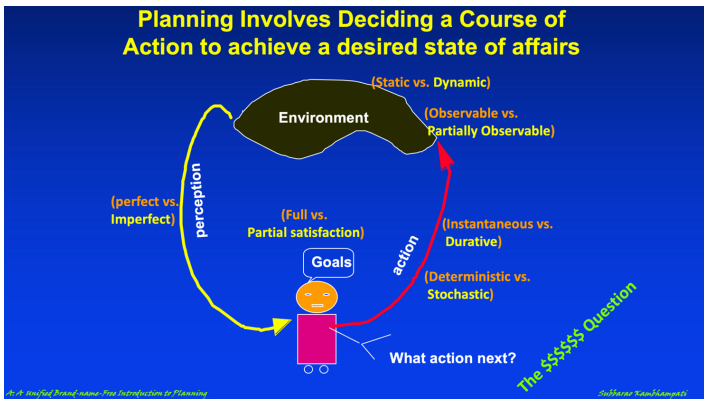 Planning Involves Deciding a Course of
Action to achieve a desired state of affairs
(Static vs. Dynamic)
Environment
(Observable vs.
Partially Observable)
perception
(perfect vs.
Imperfect)
(Full vs.
Partial satisfaction)
Goals
action
(Instantaneous vs.
Durative)
(Deterministic vs.
Stochastic)
What action next?
The $$$$$$ Question
A: A Unified Brand-name-Free Introduction to Planning
Subbarao Kambhampati